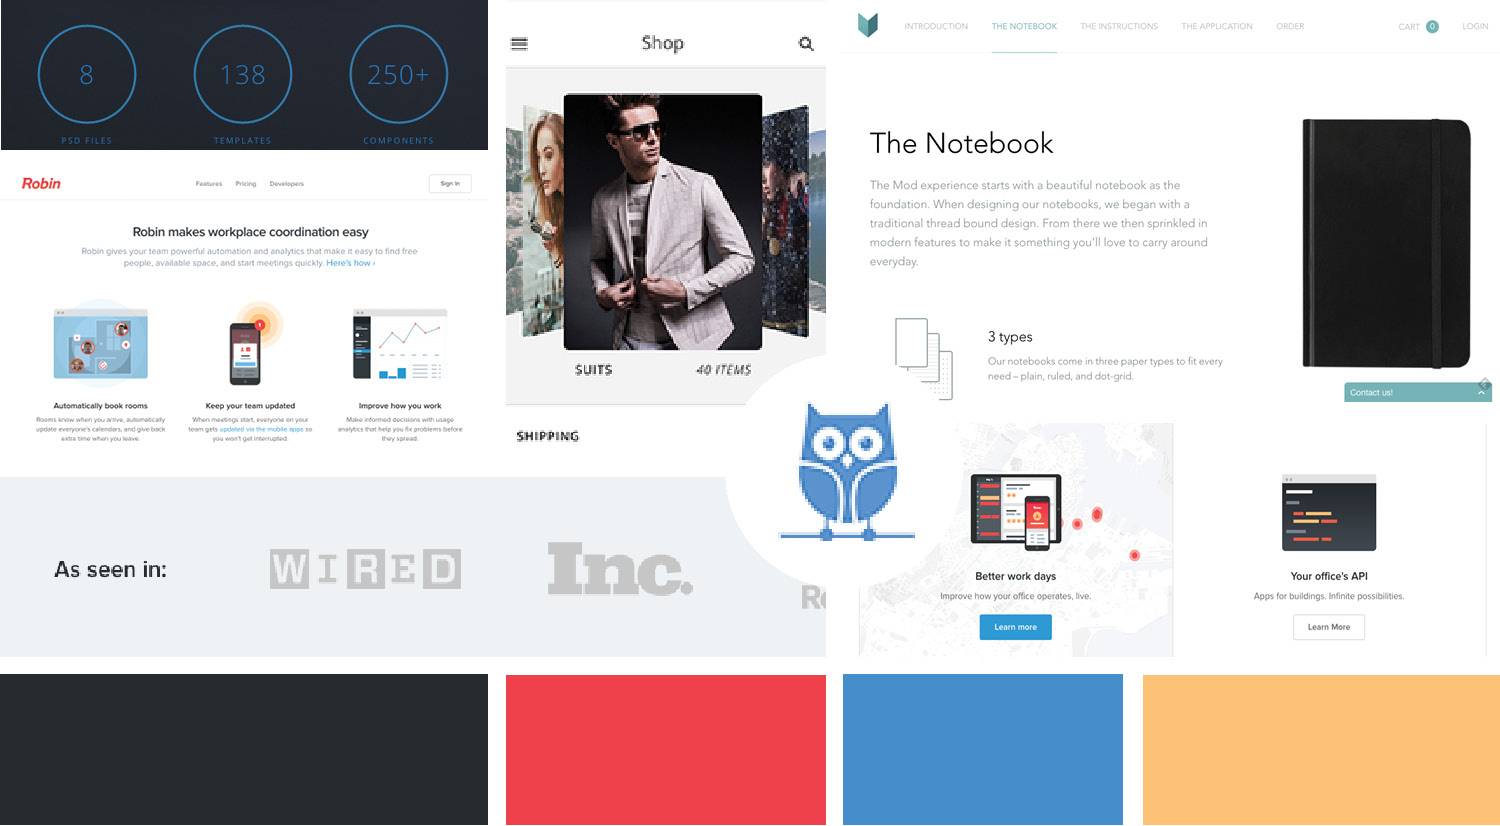 8
138
250+
PSD FILES
TEMPLATES
COMPONENTS
Robin
Features
Pricing
Developers
Sign In
Robin makes workplace coordination easy
Robin gives your team powerful automation and analytics that make it easy to find free
people, available space, and start meetings quickly. Here's how ›
Automatically book rooms
Rooms know when you arrive, automatically
update everyone's calendars, and give back
extra time when you leave.
Keep your team updated
When meetings start, everyone on your
team gets updated via the mobile apps so
you won't get interrupted.
Improve how you work
Make informed decisions with usage
analytics that help you fix problems before
they spread.
Shop
SUITS
40 ITEMS
SHIPPING
INTRODUCTION
THE NOTEBOOK
THE INSTRUCTIONS
THE APPLICATION
ORDER
CART 0
LOGIN
The Notebook
The Mod experience starts with a beautiful notebook as the
foundation. When designing our notebooks, we began with a
traditional thread bound design. From there we then sprinkled in
modern features to make it something you'll love to carry around
everyday.
3 types
Our notebooks come in three paper types to fit every
need – plain, ruled, and dot-grid.
Contact us!
As seen in:
WIRED
Inc.
Better work days
Improve how your office operates, live.
Learn more
Your office's API
Apps for buildings. Infinite possibilities.
Learn More